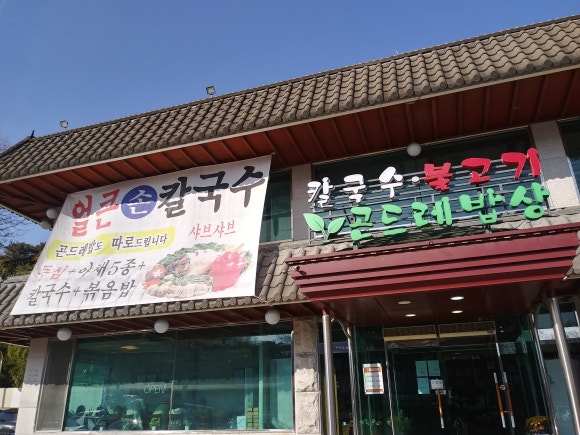 얼큰 손 칼국수
곤드레밥도 따로드립니다
샤브샤브
+야채5종+
칼국수+볶음밥
칼국수·불고기
곤드레밥상
OPEN